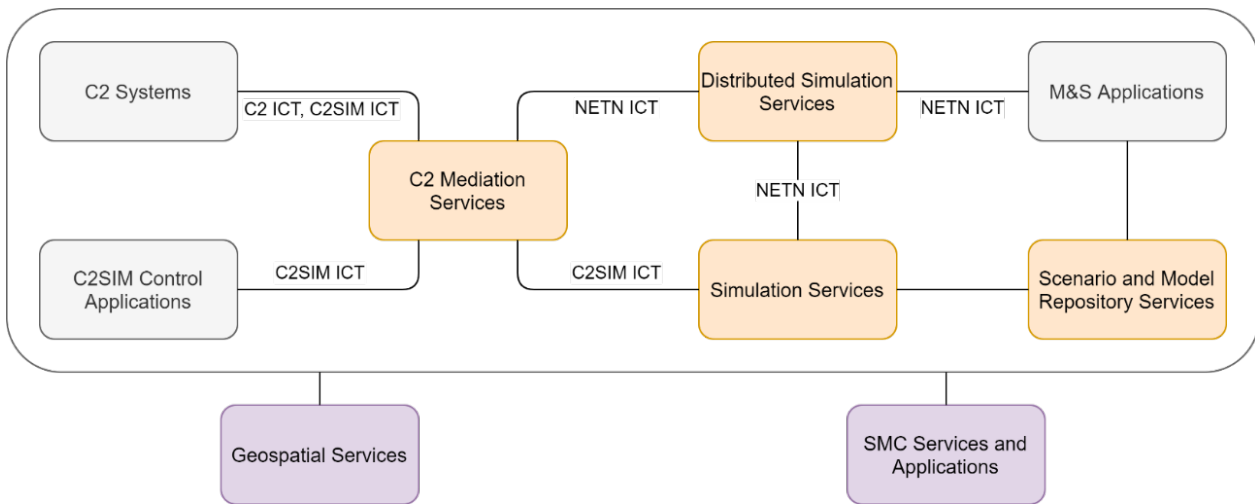 C2 Systems
C2 ICT, C2SIM ICT
NETN ICT
Distributed Simulation
Services
NETN ICT
M&S Applications
C2 Mediation
Services
NETN ICT
C2SIM Control
Applications
C2SIM ICT
C2SIM ICT
Simulation Services
Scenario and Model
Repository Services
Geospatial Services
SMC Services and
Applications